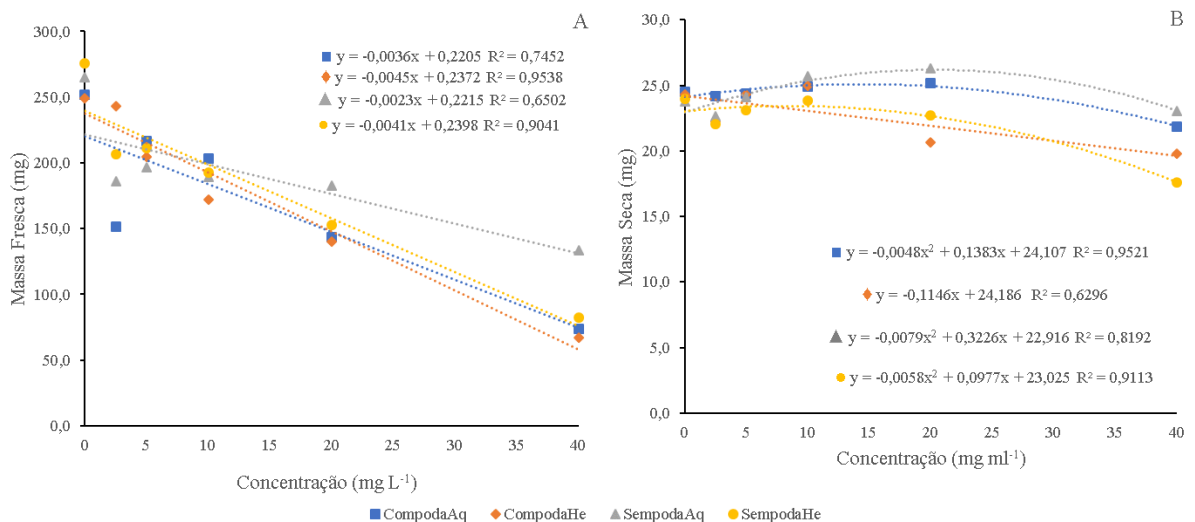 A
300,0
250,0
200,0
150,0
100,0
50,0
0,0
Massa Fresca (mg)
y = -0,0036x + 0,2205 R² = 0,7452
y = -0,0045x + 0,2372 R² = 0,9538
y = -0,0023x + 0,2215 R² = 0,6502
y = -0,0041x + 0,2398 R² = 0,9041
0 5 10 15 20 25 30 35 40
Concentração (mg L⁻¹)
B
30,0
25,0
20,0
15,0
10,0
5,0
0,0
Massa Seca (mg)
y = -0,0048x² + 0,1383x + 24,107 R² = 0,9521
y = -0,1146x + 24,186 R² = 0,6296
y = -0,0079x² + 0,3226x + 22,916 R² = 0,8192
y = -0,0058x² + 0,0977x + 23,025 R² = 0,9113
0 5 10 15 20 25 30 35 40
Concentração (mg ml⁻¹)
CompodaAq CompodaHe SempodaAq SempodaHe